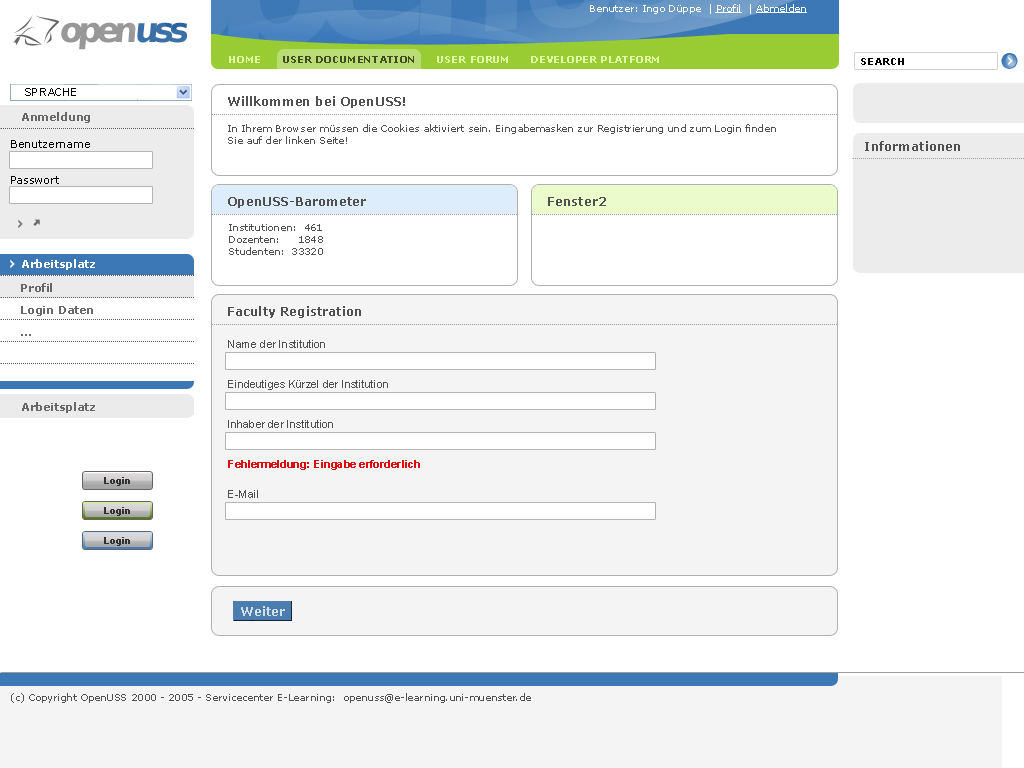 openuss
Benutzer: Ingo Düppe | Profil | Abmelden
HOME USER DOCUMENTATION USER FORUM DEVELOPER PLATFORM
SEARCH
SPRACHE
Anmeldung
Benutzername
Passwort
Arbeitsplatz
Profil
Login Daten
...
Arbeitsplatz
Login
Login
Login
Willkommen bei OpenUSS!
In Ihrem Browser müssen die Cookies aktiviert sein. Eingabemasken zur Registrierung und zum Login finden
Sie auf der linken Seite!
OpenUSS-Barometer
Institutionen: 461
Dozenten: 1848
Studenten: 33320
Fenster2
Faculty Registration
Name der Institution
Eindeutiges Kürzel der Institution
Inhaber der Institution
Fehlermeldung: Eingabe erforderlich
E-Mail
Weiter
Informationen
(c) Copyright OpenUSS 2000 - 2005 - Servicecenter E-Learning: openuss@e-learning.uni-muenster.de